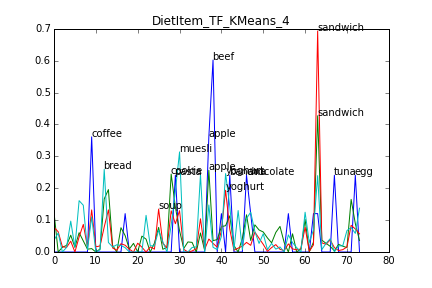 DietItem_TF_KMeans_4
0.7
0.6
0.5
0.4
0.3
0.2
0.1
0.0
0 10 20 30 40 50 60 70 80
sandwich
beef
sandwich
coffee
apple
muesli
bread
apple
cookie
tuna
egg
yoghurt
soup